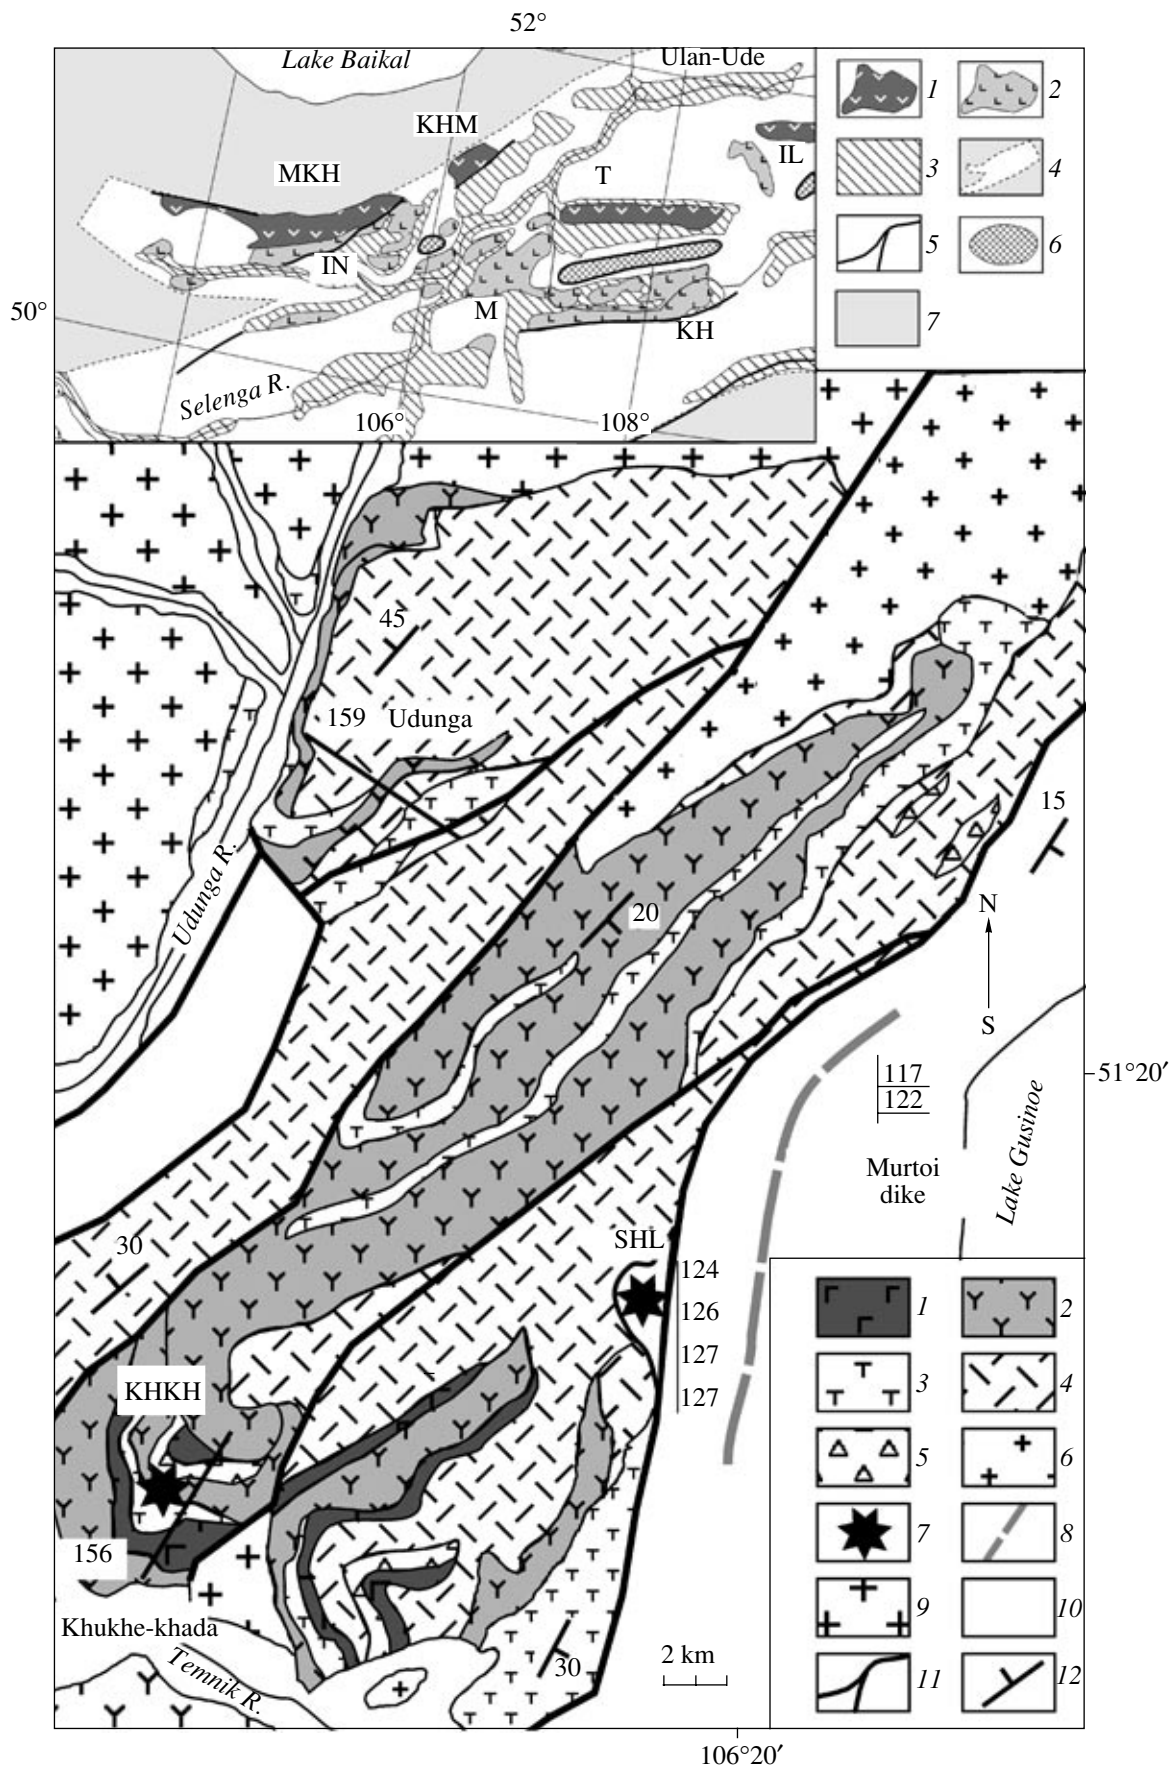 52°
Lake Baikal
Ulan-Ude
KHM
MKH
T
IL
IN
M
KH
50°
Selenga R.
106°
108°
1
2
3
4
5
6
7
45
159 Udunga
15
Udunga R.
20
N
S
117
122
51°20′
Murtoi
dike
Lake Gusinoe
30
SHL
124
126
127
127
KHKH
156
Khukhe-khada
Temnik R.
30
2 km
1
2
3
4
5
6
7
8
9
10
11
12
106°20′